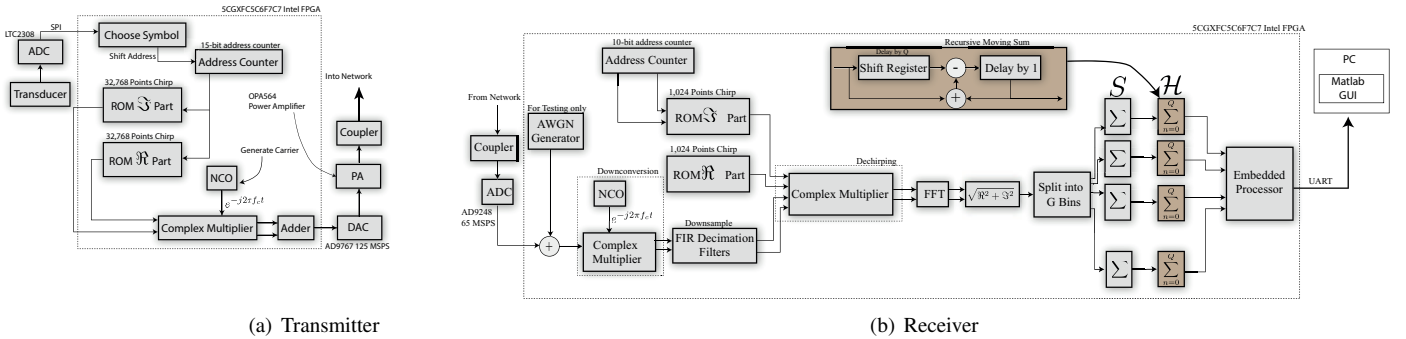 5CGXFC5C6F7C7 Intel FPGA
LTC2308
SPI
ADC
Transducer
Choose Symbol
Shift Address
15-bit address counter
Address Counter
32,768 Points Chirp
ROM ℑ Part
32,768 Points Chirp
ROM ℜ Part
OPA564
Power Amplifier
Generate Carrier
NCO
e^{-j2πf_c t}
Complex Multiplier
Adder
Into Network
Coupler
PA
DAC
AD9767 125 MSPS
(a) Transmitter
5CGXFC5C6F7C7 Intel FPGA
From Network
Coupler
ADC
AD9248
65 MSPS
For Testing only
AWGN
Generator
+
10-bit address counter
Address Counter
1,024 Points Chirp
ROM ℑ Part
1,024 Points Chirp
ROM ℜ Part
Downconversion
NCO
e^{-j2πf_c t}
Complex
Multiplier
Downsample
FIR Decimation
Filters
Dechirping
Complex Multiplier
FFT
√ℜ²+ℑ²
Split into
G Bins
Recursive Moving Sum
Delay by Q
Shift Register
-
Delay by 1
+
S
H
∑
∑
∑
∑
∑_{n=0}^{Q}
∑_{n=0}^{Q}
∑_{n=0}^{Q}
∑_{n=0}^{Q}
Embedded
Processor
UART
PC
Matlab
GUI
(b) Receiver